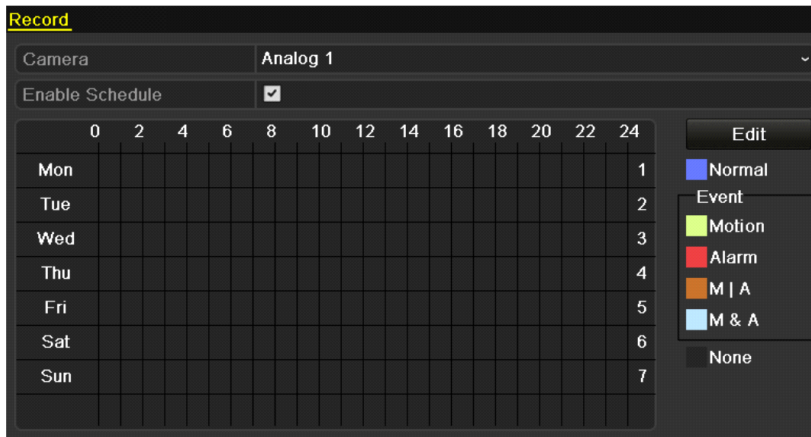 Record
Camera Analog 1
Enable Schedule
0 2 4 6 8 10 12 14 16 18 20 22 24
Edit
Mon 1
Normal
Event
Tue 2
Motion
Wed 3
Alarm
Thu 4
M | A
Fri 5
M & A
Sat 6
None
Sun 7